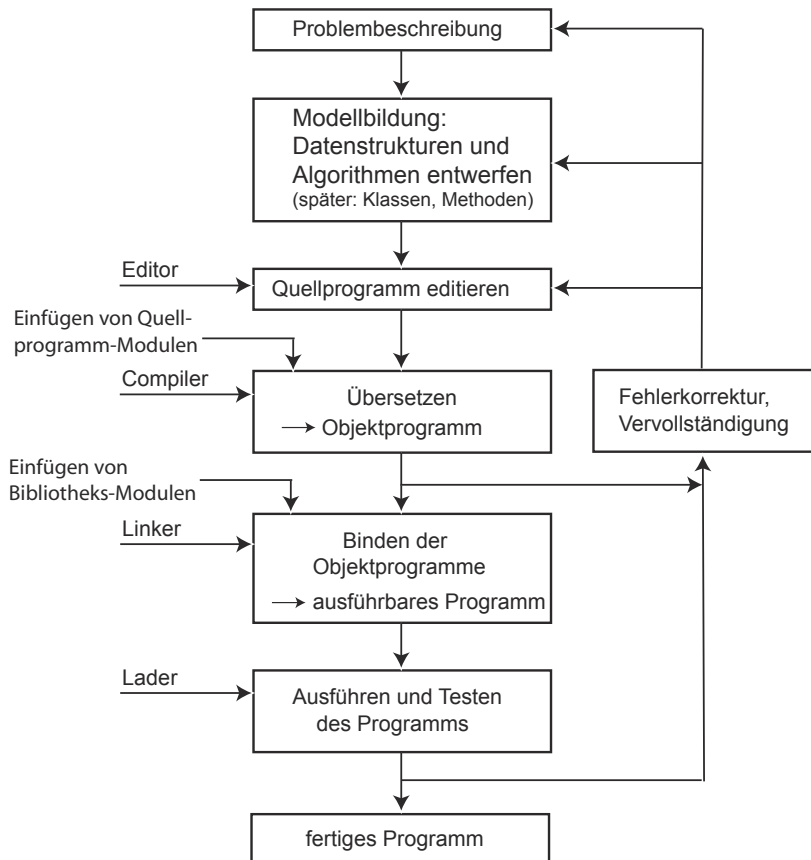 Problembeschreibung
Modellbildung:
Datenstrukturen und
Algorithmen entwerfen
(später: Klassen, Methoden)
Editor
Quellprogramm editieren
Einfügen von Quell-
programm-Modulen
Compiler
Übersetzen
Objektprogramm
Fehlerkorrektur,
Vervollständigung
Einfügen von
Bibliotheks-Modulen
Linker
Binden der
Objektprogramme
ausführbares Programm
Lader
Ausführen und Testen
des Programms
fertiges Programm